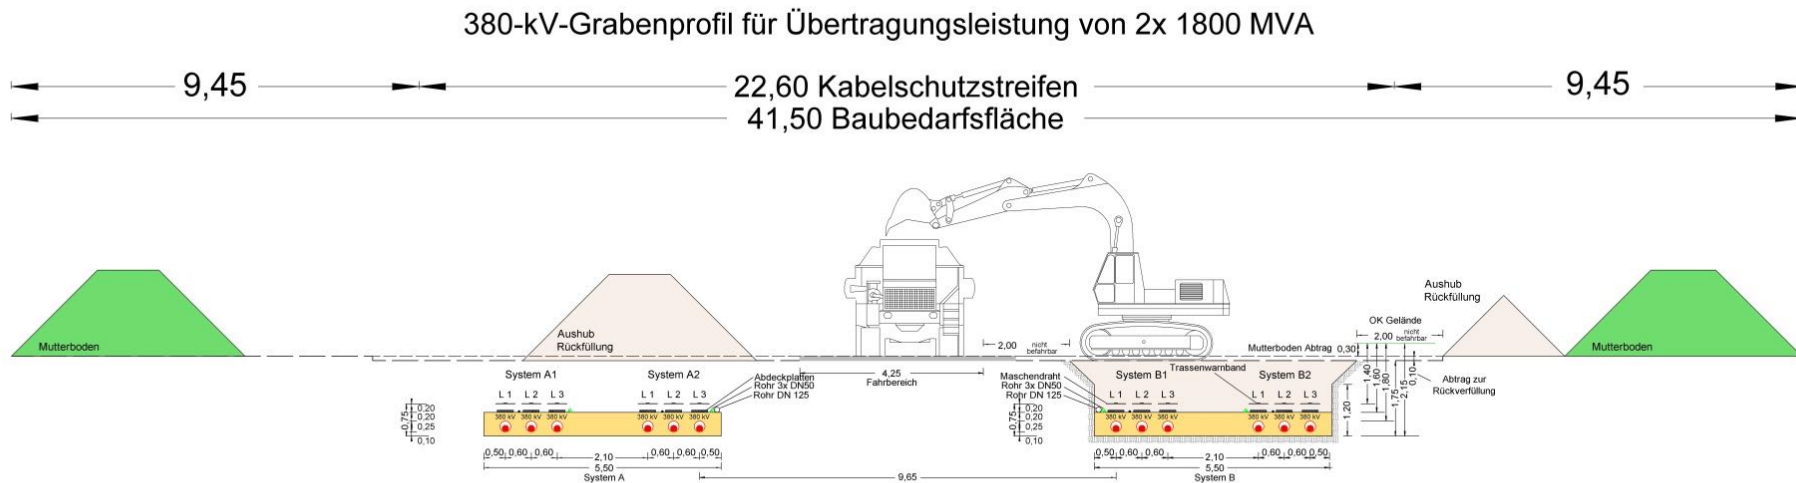 380-kV-Grabenprofil für Übertragungsleistung von 2x 1800 MVA
9,45
22,60 Kabelschutzstreifen
9,45
41,50 Baubedarfsfläche
Mutterboden
Aushub
Rückfüllung
4,25
Fahrbereich
2,00 nicht befahrbar
Aushub
Rückfüllung
OK Gelände
2,00 nicht befahrbar
Mutterboden Abtrag 0,30
Mutterboden
Abtrag zur
Rückverfüllung
1,40
1,60
1,80
1,75
2,15
0,10
1,20
System A1
System A2
Abdeckplatten
Rohr 3x DN50
Rohr DN 125
L 1 L 2 L 3
L 1 L 2 L 3
380 kV 380 kV 380 kV
380 kV 380 kV 380 kV
0,75
0,20
0,20
0,25
0,10
0,50 0,60 0,60 2,10 0,60 0,60 0,50
5,50
System A
9,65
Maschendraht
Rohr 3x DN50
Rohr DN 125
System B1
Trassenwarnband
System B2
L 1 L 2 L 3
L 1 L 2 L 3
380 kV 380 kV 380 kV
380 kV 380 kV 380 kV
0,75
0,20
0,20
0,25
0,10
0,50 0,60 0,60 2,10 0,60 0,60 0,50
5,50
System B